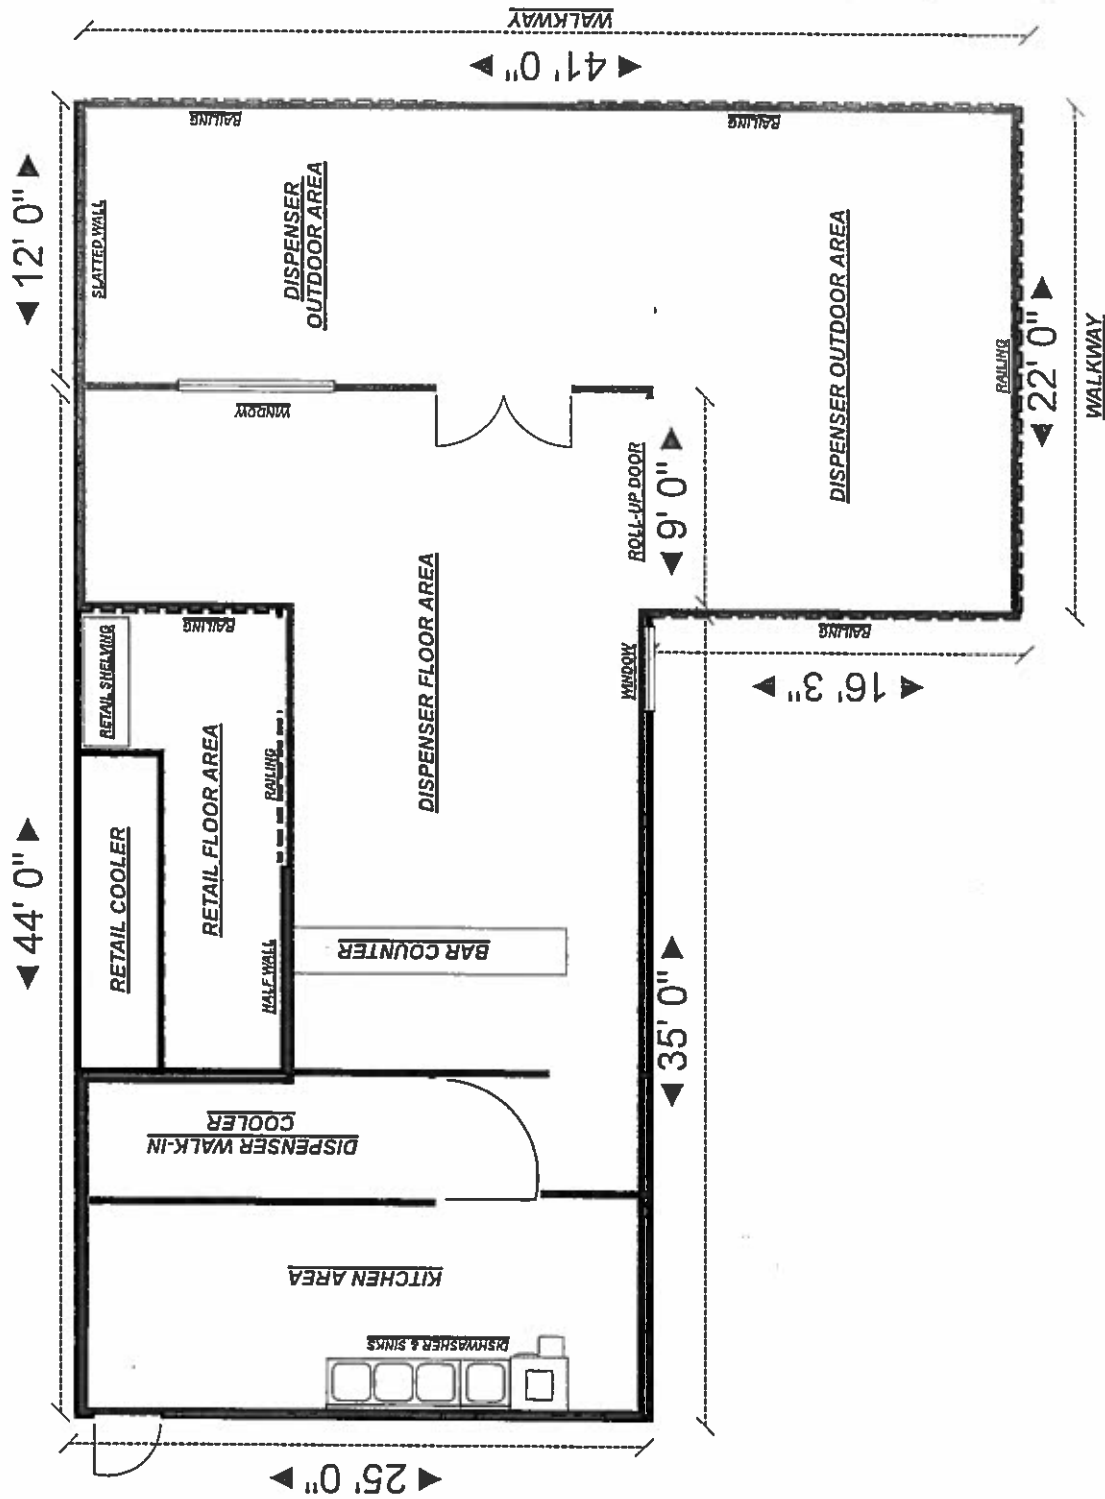 WALKWAY
41' 0"
12' 0"
RAILING
RAILING
SLATTED WALL
DISPENSER
OUTDOOR AREA
DISPENSER OUTDOOR AREA
RAILING
22' 0"
WALKWAY
WINDOW
ROLL-UP DOOR
9' 0"
DISPENSER FLOOR AREA
RETAIL SHELVING
RAILING
WINDOW
RAILING
16' 3"
44' 0"
RETAIL COOLER
RETAIL FLOOR AREA
RAILING
HALF WALL
BAR COUNTER
35' 0"
DISPENSER WALK-IN
COOLER
KITCHEN AREA
DISHWASHER & SINKS
25' 0"